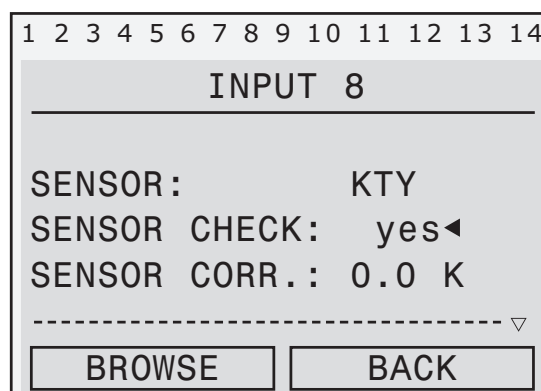 1 2 3 4 5 6 7 8 9 10 11 12 13 14
INPUT 8
SENSOR: KTY
SENSOR CHECK: yes◄
SENSOR CORR.: 0.0 K
BROWSE BACK